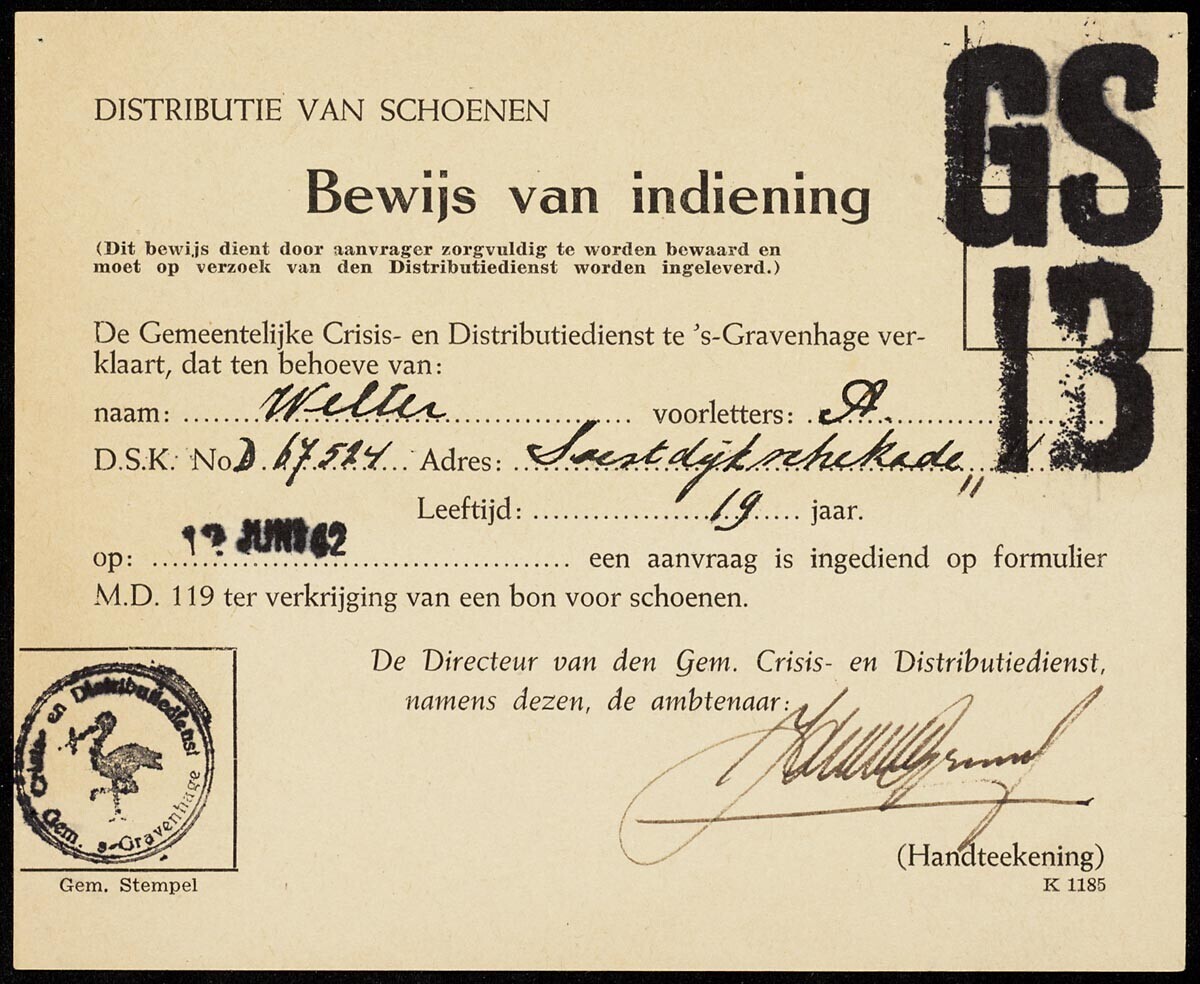 DISTRIBUTIE VAN SCHOENEN
GS
13
Bewijs van indiening
(Dit bewijs dient door aanvrager zorgvuldig te worden bewaard en
moet op verzoek van den Distributiedienst worden ingeleverd.)
De Gemeentelijke Crisis- en Distributiedienst te 's-Gravenhage ver-
klaart, dat ten behoeve van:
naam: Welter voorletters: A.
D.S.K. No D. 67.524 Adres: Soestdijkschekade
Leeftijd: 19 jaar.
op: JUNI 42 een aanvraag is ingediend op formulier
M.D. 119 ter verkrijging van een bon voor schoenen.
De Directeur van den Gem. Crisis- en Distributiedienst,
namens dezen, de ambtenaar:
Crisis- en Distributiedienst
Gem. s-Gravenhage
(Handteekening)
Gem. Stempel
K 1185